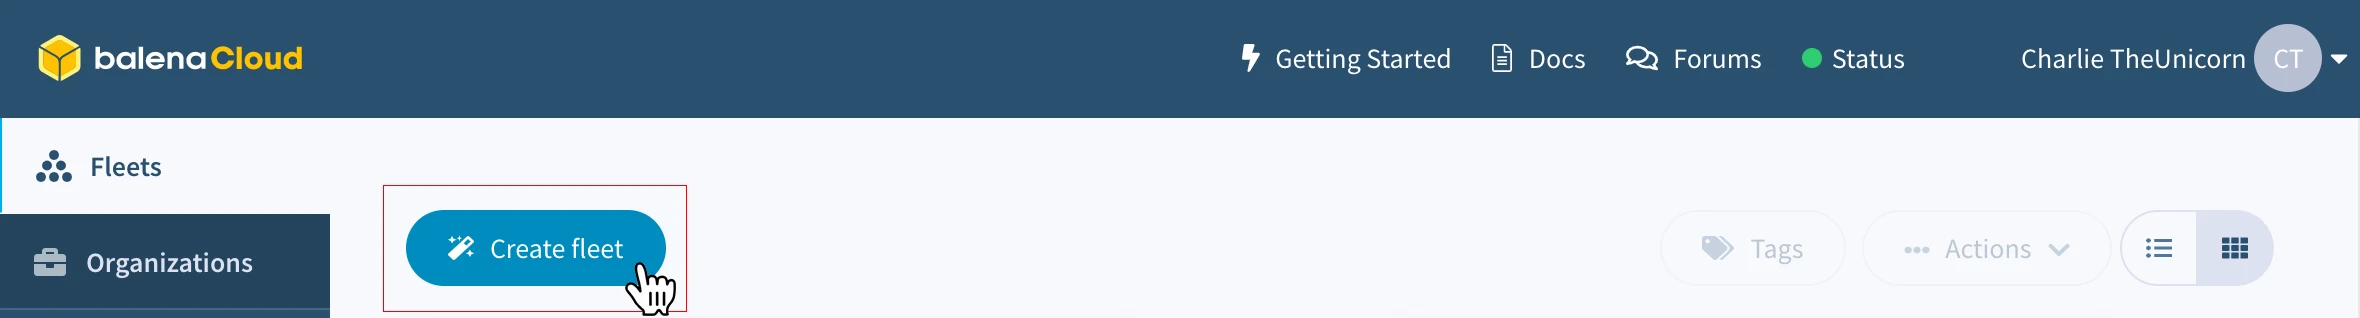 balenaCloud
Getting Started
Docs
Forums
Status
Charlie TheUnicorn
CT
Fleets
Organizations
Create fleet
Tags
Actions